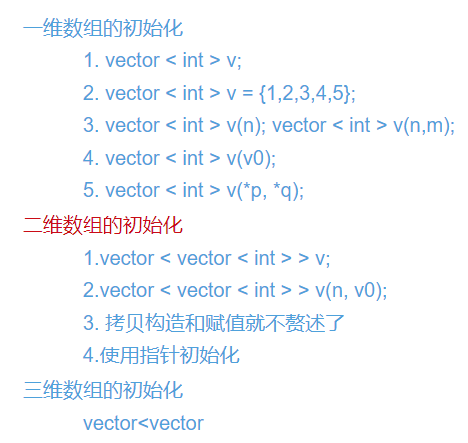 一维数组的初始化
1. vector < int > v;
2. vector < int > v = {1,2,3,4,5};
3. vector < int > v(n); vector < int > v(n,m);
4. vector < int > v(v0);
5. vector < int > v(*p, *q);
二维数组的初始化
1.vector < vector < int > > v;
2.vector < vector < int > > v(n, v0);
3. 拷贝构造和赋值就不赘述了
4.使用指针初始化
三维数组的初始化
vector<vector